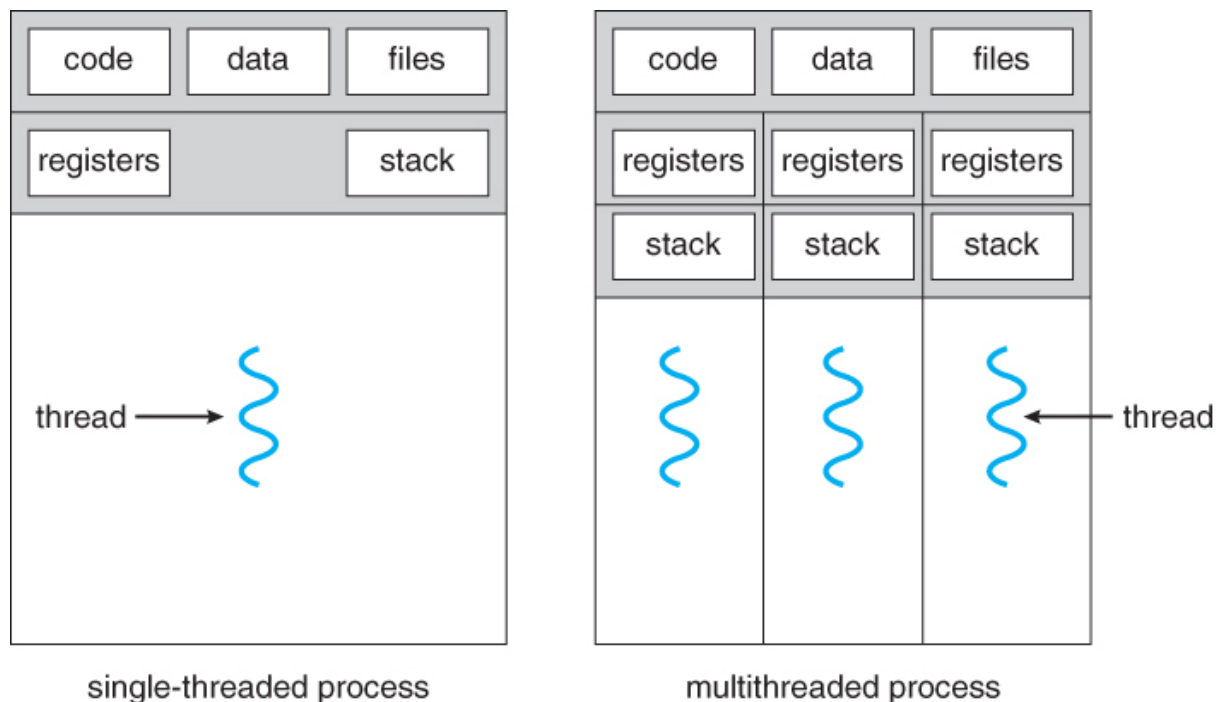 code data files code data files
registers stack registers registers registers
stack stack stack
thread thread
single-threaded process multithreaded process